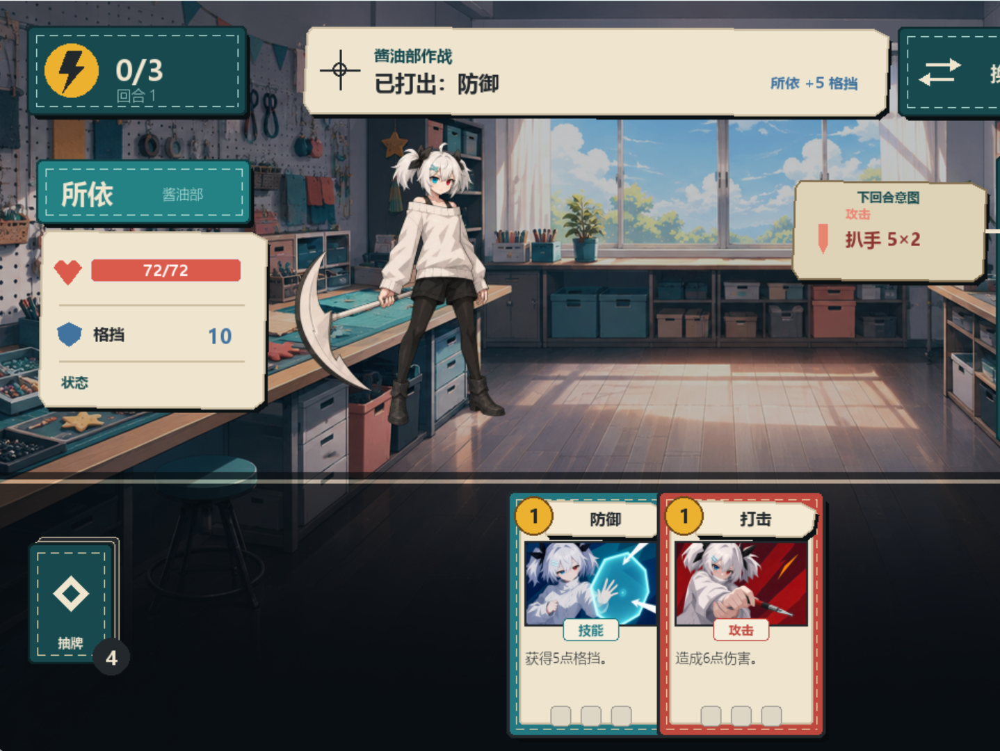 0/3
回合 1
酱油部作战
已打出：防御
所依 +5 格挡
所依
酱油部
72/72
格挡
10
状态
下回合意图
攻击
扒手 5×2
抽牌
4
1
防御
技能
获得5点格挡。
1
打击
攻击
造成6点伤害。